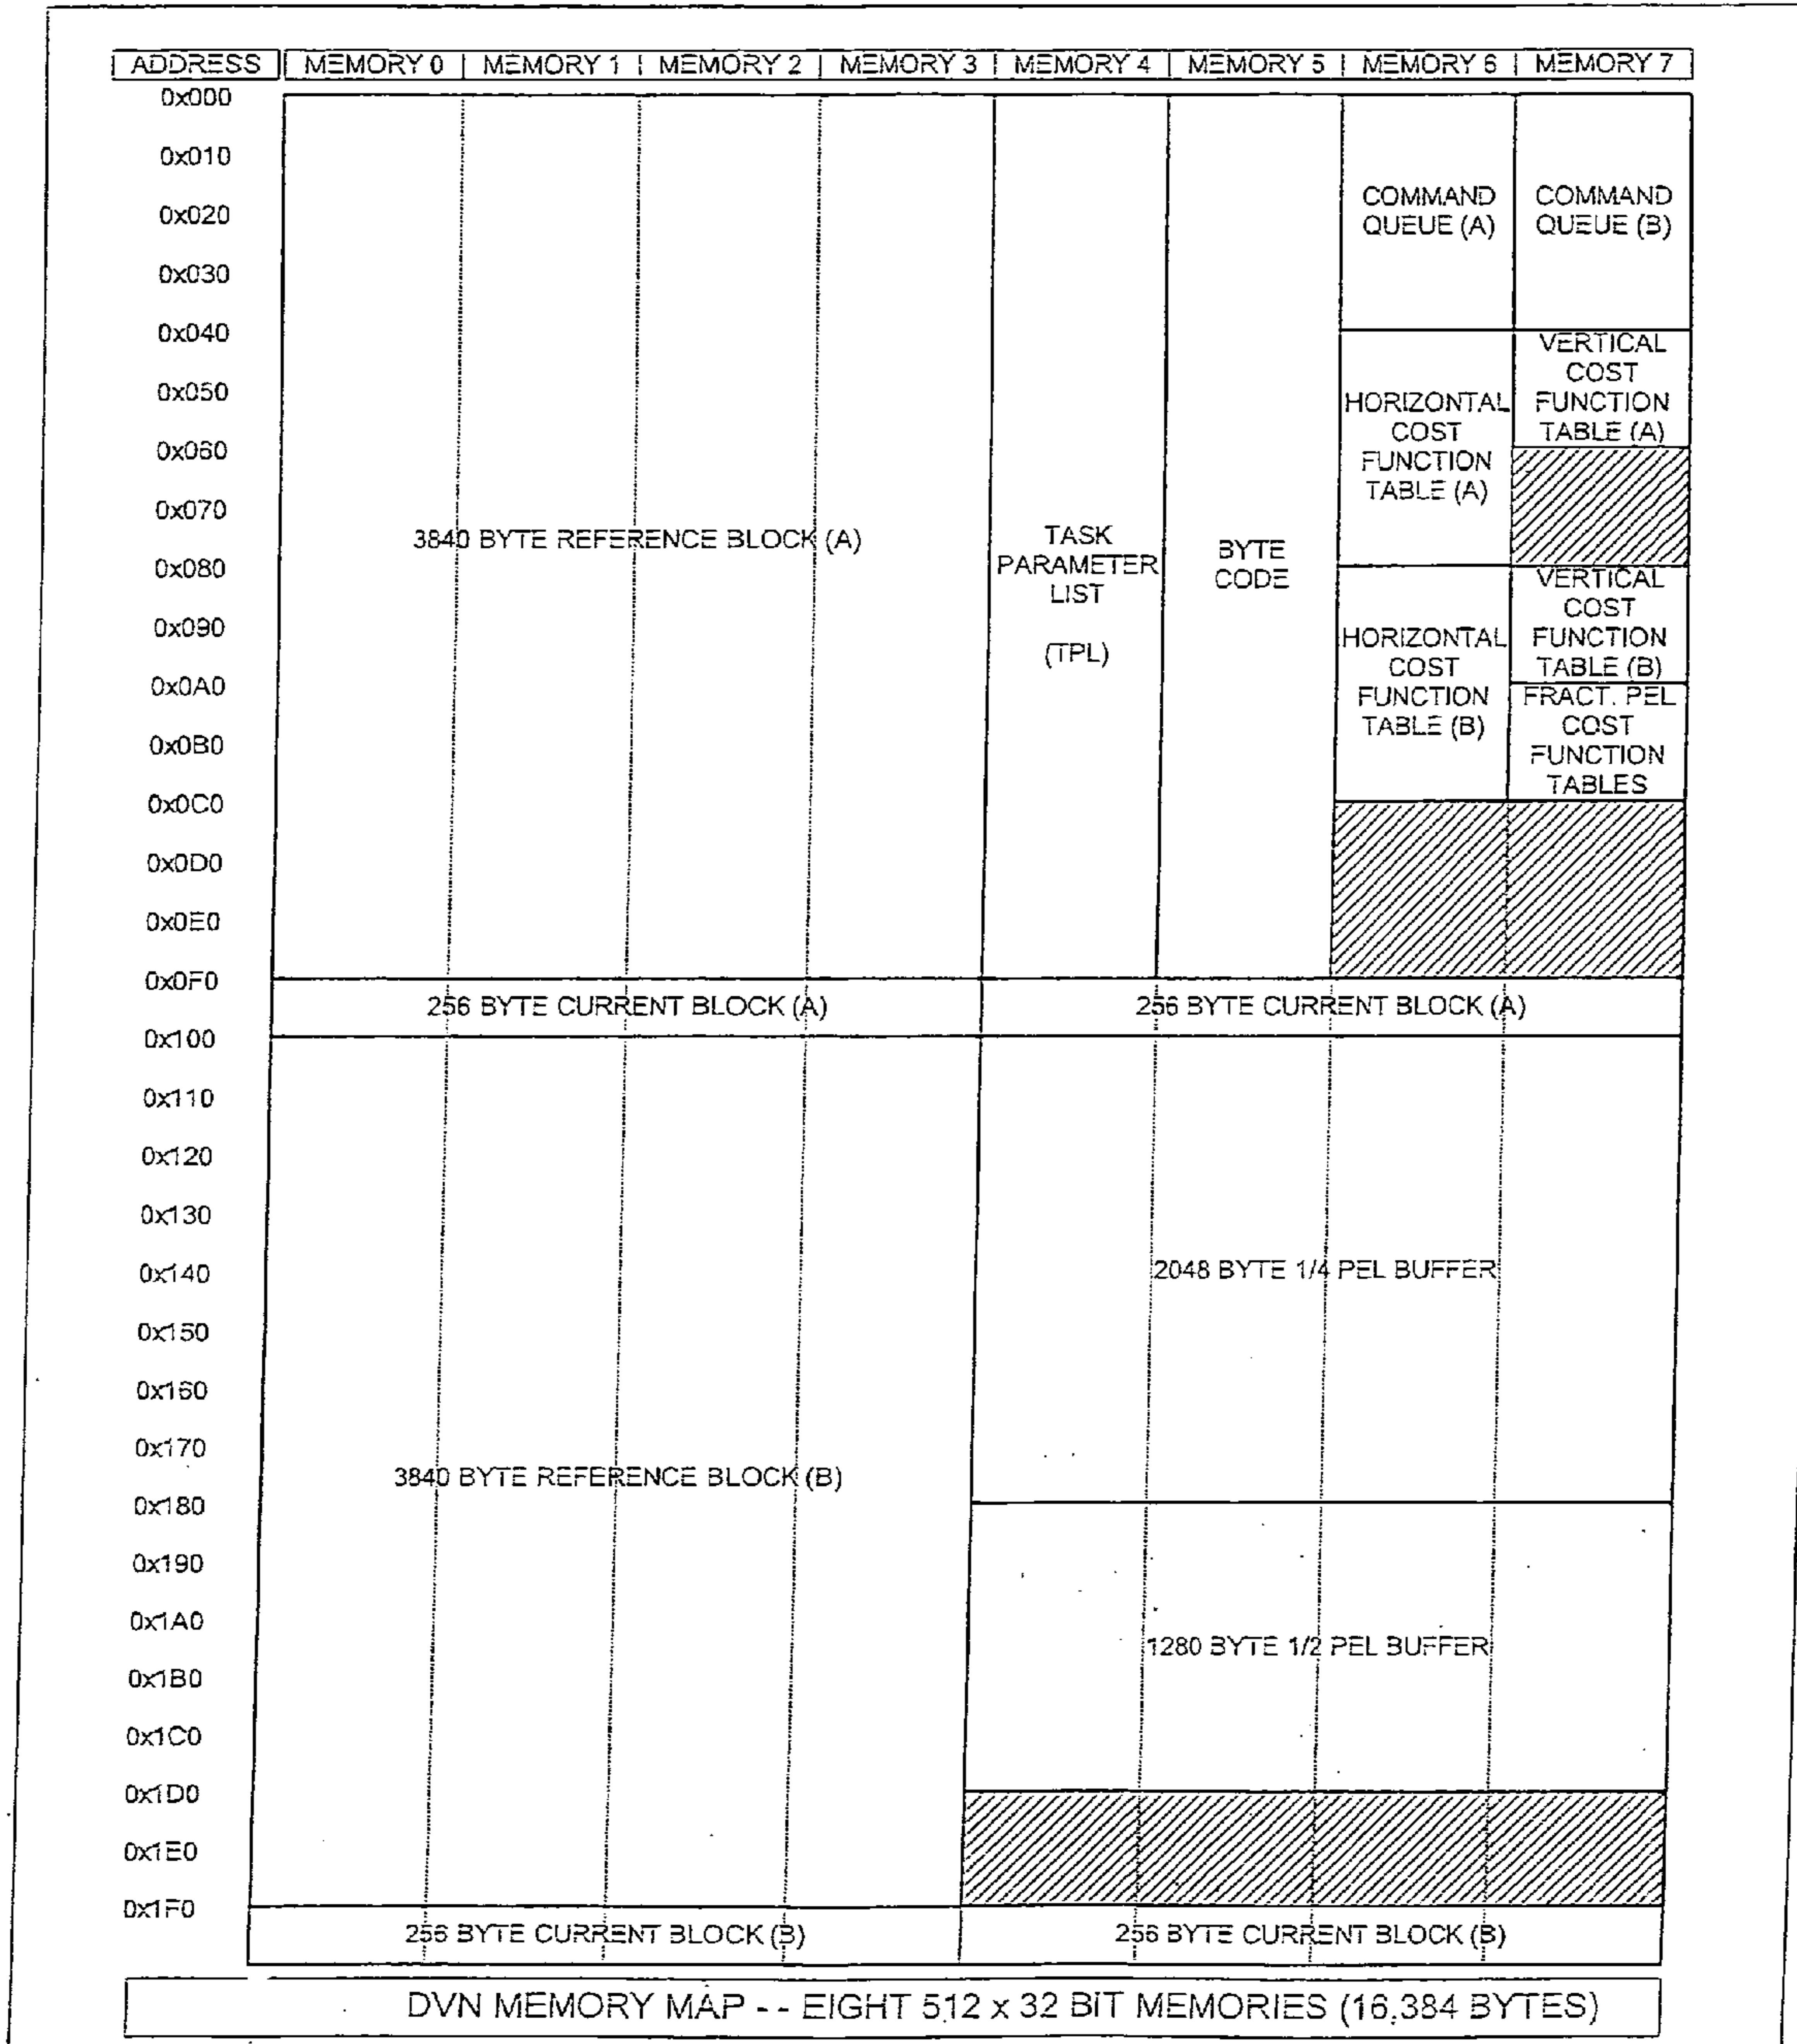 ADDRESS MEMORY 0 MEMORY 1 MEMORY 2 MEMORY 3 MEMORY 4 MEMORY 5 MEMORY 6 MEMORY 7
0x000
0x010
0x020
0x030
0x040
0x050
0x060
0x070
0x080
0x090
0x0A0
0x0B0
0x0C0
0x0D0
0x0E0
0x0F0
0x100
0x110
0x120
0x130
0x140
0x150
0x160
0x170
0x180
0x190
0x1A0
0x1B0
0x1C0
0x1D0
0x1E0
0x1F0
3840 BYTE REFERENCE BLOCK (A)
TASK
PARAMETER
LIST
(TPL)
BYTE
CODE
COMMAND
QUEUE (A)
COMMAND
QUEUE (B)
HORIZONTAL
COST
FUNCTION
TABLE (A)
VERTICAL
COST
FUNCTION
TABLE (A)
HORIZONTAL
COST
FUNCTION
TABLE (B)
VERTICAL
COST
FUNCTION
TABLE (B)
FRACT. PEL
COST
FUNCTION
TABLES
256 BYTE CURRENT BLOCK (A)
256 BYTE CURRENT BLOCK (A)
3840 BYTE REFERENCE BLOCK (B)
2048 BYTE 1/4 PEL BUFFER
1280 BYTE 1/2 PEL BUFFER
256 BYTE CURRENT BLOCK (B)
256 BYTE CURRENT BLOCK (B)
DVN MEMORY MAP -- EIGHT 512 x 32 BIT MEMORIES (16,384 BYTES)